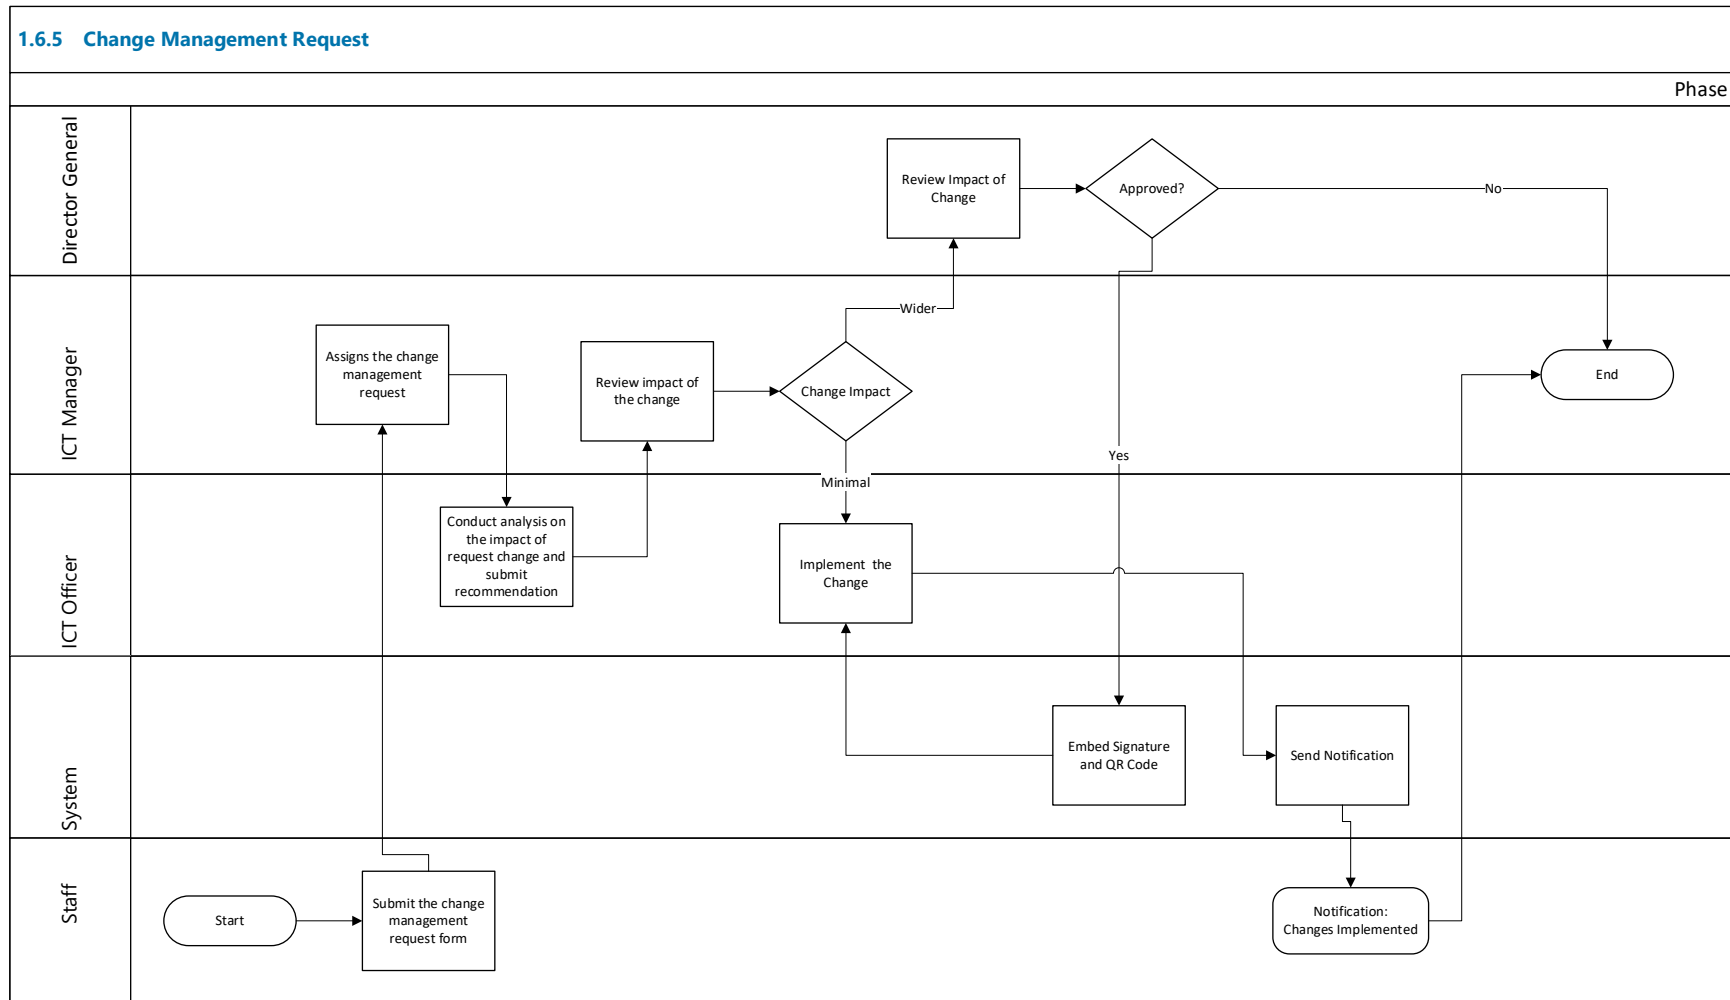 1.6.5 Change Management Request
Phase
Director General
Review Impact of
Change
Approved?
No
Wider
ICT Manager
Assigns the change
management
request
Review impact of
the change
Change Impact
End
Yes
Minimal
ICT Officer
Conduct analysis on
the impact of
request change and
submit
recommendation
Implement the
Change
System
Embed Signature
and QR Code
Send Notification
Staff
Start
Submit the change
management
request form
Notification:
Changes Implemented